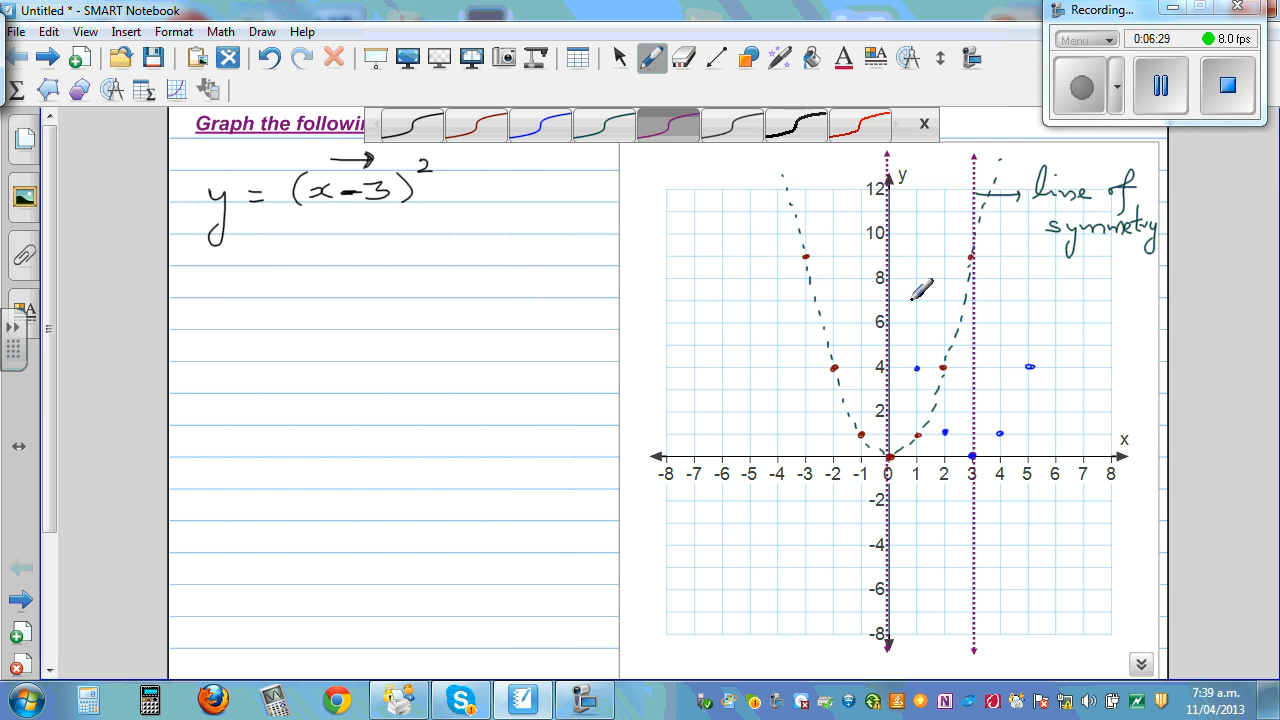 Untitled * - SMART Notebook
File Edit View Insert Format Math Draw Help
Recording...
Menu 0:06:29 8.0 fps
Graph the followin
x
y = (x - 3)²
line of
symmetry
y
12
10
8
6
4
2
x
-8 -7 -6 -5 -4 -3 -2 -1 0 1 2 3 4 5 6 7 8
-2
-4
-6
-8
7:39 a.m.
11/04/2013